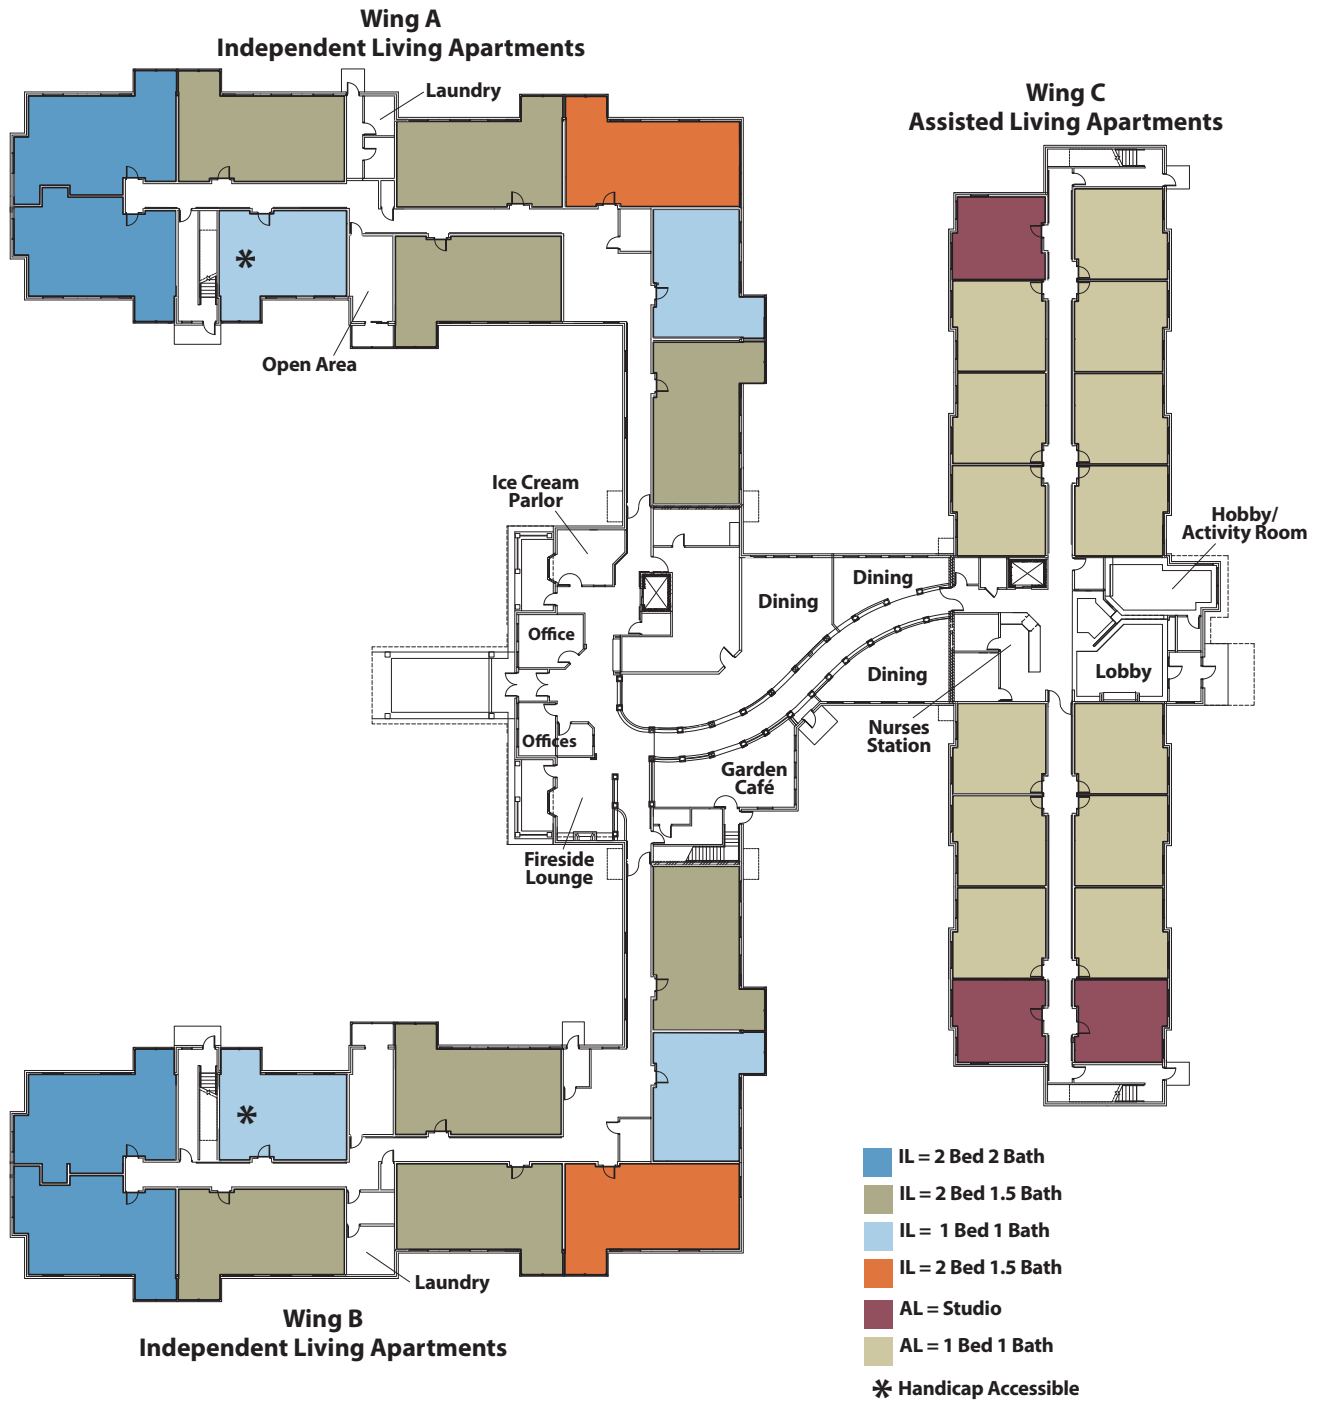 Wing A
Independent Living Apartments
Laundry
Wing C
Assisted Living Apartments
*
Open Area
Ice Cream
Parlor
Hobby/
Activity Room
Dining
Dining
Office
Dining
Lobby
Nurses
Station
Offices
Garden
Café
Fireside
Lounge
*
Laundry
Wing B
Independent Living Apartments
IL = 2 Bed 2 Bath
IL = 2 Bed 1.5 Bath
IL = 1 Bed 1 Bath
IL = 2 Bed 1.5 Bath
AL = Studio
AL = 1 Bed 1 Bath
* Handicap Accessible